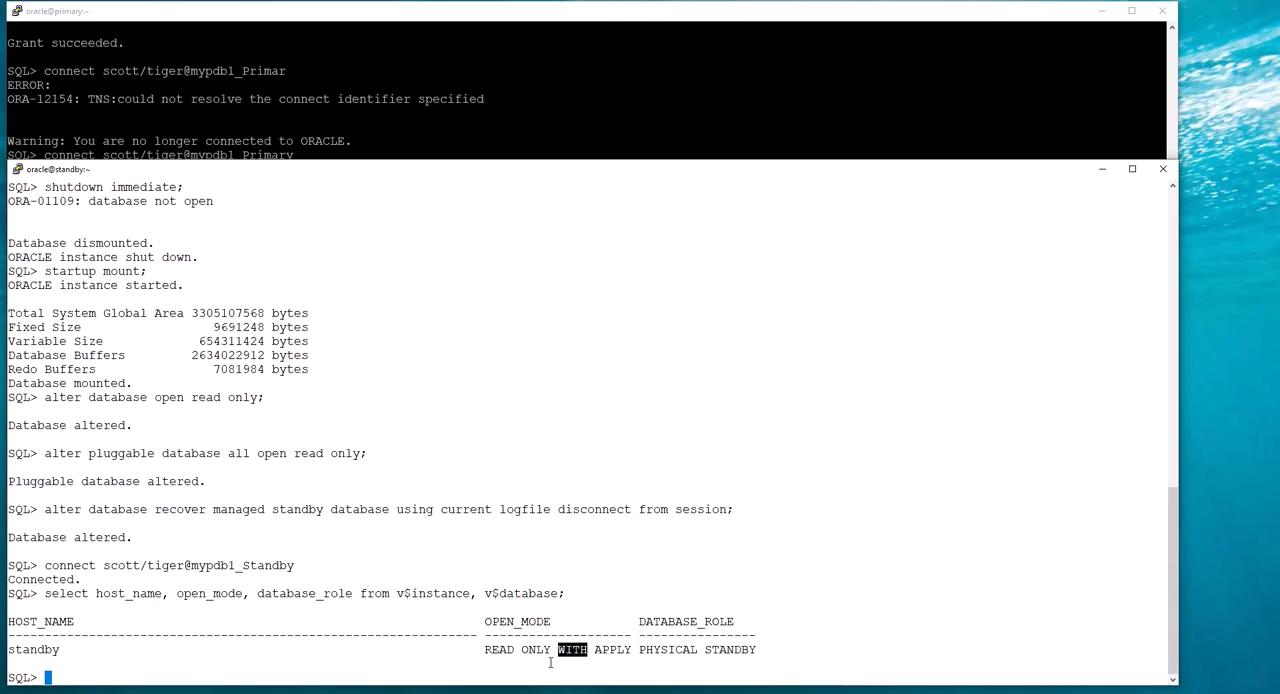 oracle@primary:~
Grant succeeded.
SQL> connect scott/tiger@mypdb1_Primar
ERROR:
ORA-12154: TNS:could not resolve the connect identifier specified
Warning: You are no longer connected to ORACLE.
SQL> connect scott/tiger@mypdb1_Primary
oracle@standby:~
SQL> shutdown immediate;
ORA-01109: database not open
Database dismounted.
ORACLE instance shut down.
SQL> startup mount;
ORACLE instance started.
Total System Global Area 3305107568 bytes
Fixed Size 9691248 bytes
Variable Size 654311424 bytes
Database Buffers 2634022912 bytes
Redo Buffers 7081984 bytes
Database mounted.
SQL> alter database open read only;
Database altered.
SQL> alter pluggable database all open read only;
Pluggable database altered.
SQL> alter database recover managed standby database using current logfile disconnect from session;
Database altered.
SQL> connect scott/tiger@mypdb1_Standby
Connected.
SQL> select host_name, open_mode, database_role from v$instance, v$database;
HOST_NAME OPEN_MODE DATABASE_ROLE
---------------------------------------------------------------- -------------------- ----------------
standby READ ONLY WITH APPLY PHYSICAL STANDBY
SQL>